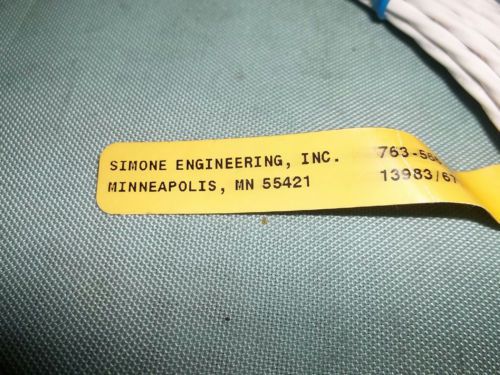 SIMONE ENGINEERING, INC. 763-56
MINNEAPOLIS, MN 55421 13983/67